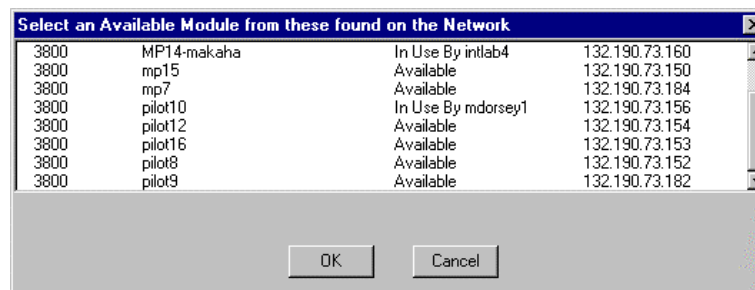 Select an Available Module from these found on the Network
3800 MP14-makaha In Use By intlab4 132.190.73.160
3800 mp15 Available 132.190.73.150
3800 mp7 Available 132.190.73.184
3800 pilot10 In Use By mdorsey1 132.190.73.156
3800 pilot12 Available 132.190.73.154
3800 pilot16 Available 132.190.73.153
3800 pilot8 Available 132.190.73.152
3800 pilot9 Available 132.190.73.182
OK Cancel